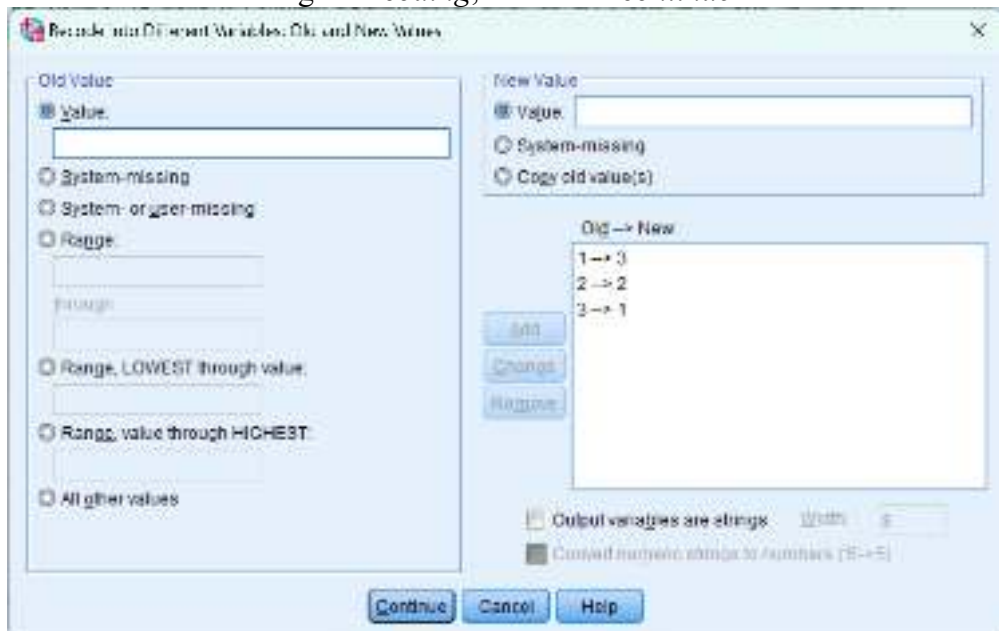 Recode into Different Variables: Old and New Values
Old Value
Value:
System-missing
System- or user-missing
Range:
through
Range, LOWEST through value:
Range, value through HIGHEST:
All other values
New Value
Value:
System-missing
Copy old value(s)
Old --> New
1 --> 3
2 --> 2
3 --> 1
Add
Change
Remove
Output variables are strings Width: 8
Convert numeric strings to numbers ('5'->5)
Continue Cancel Help